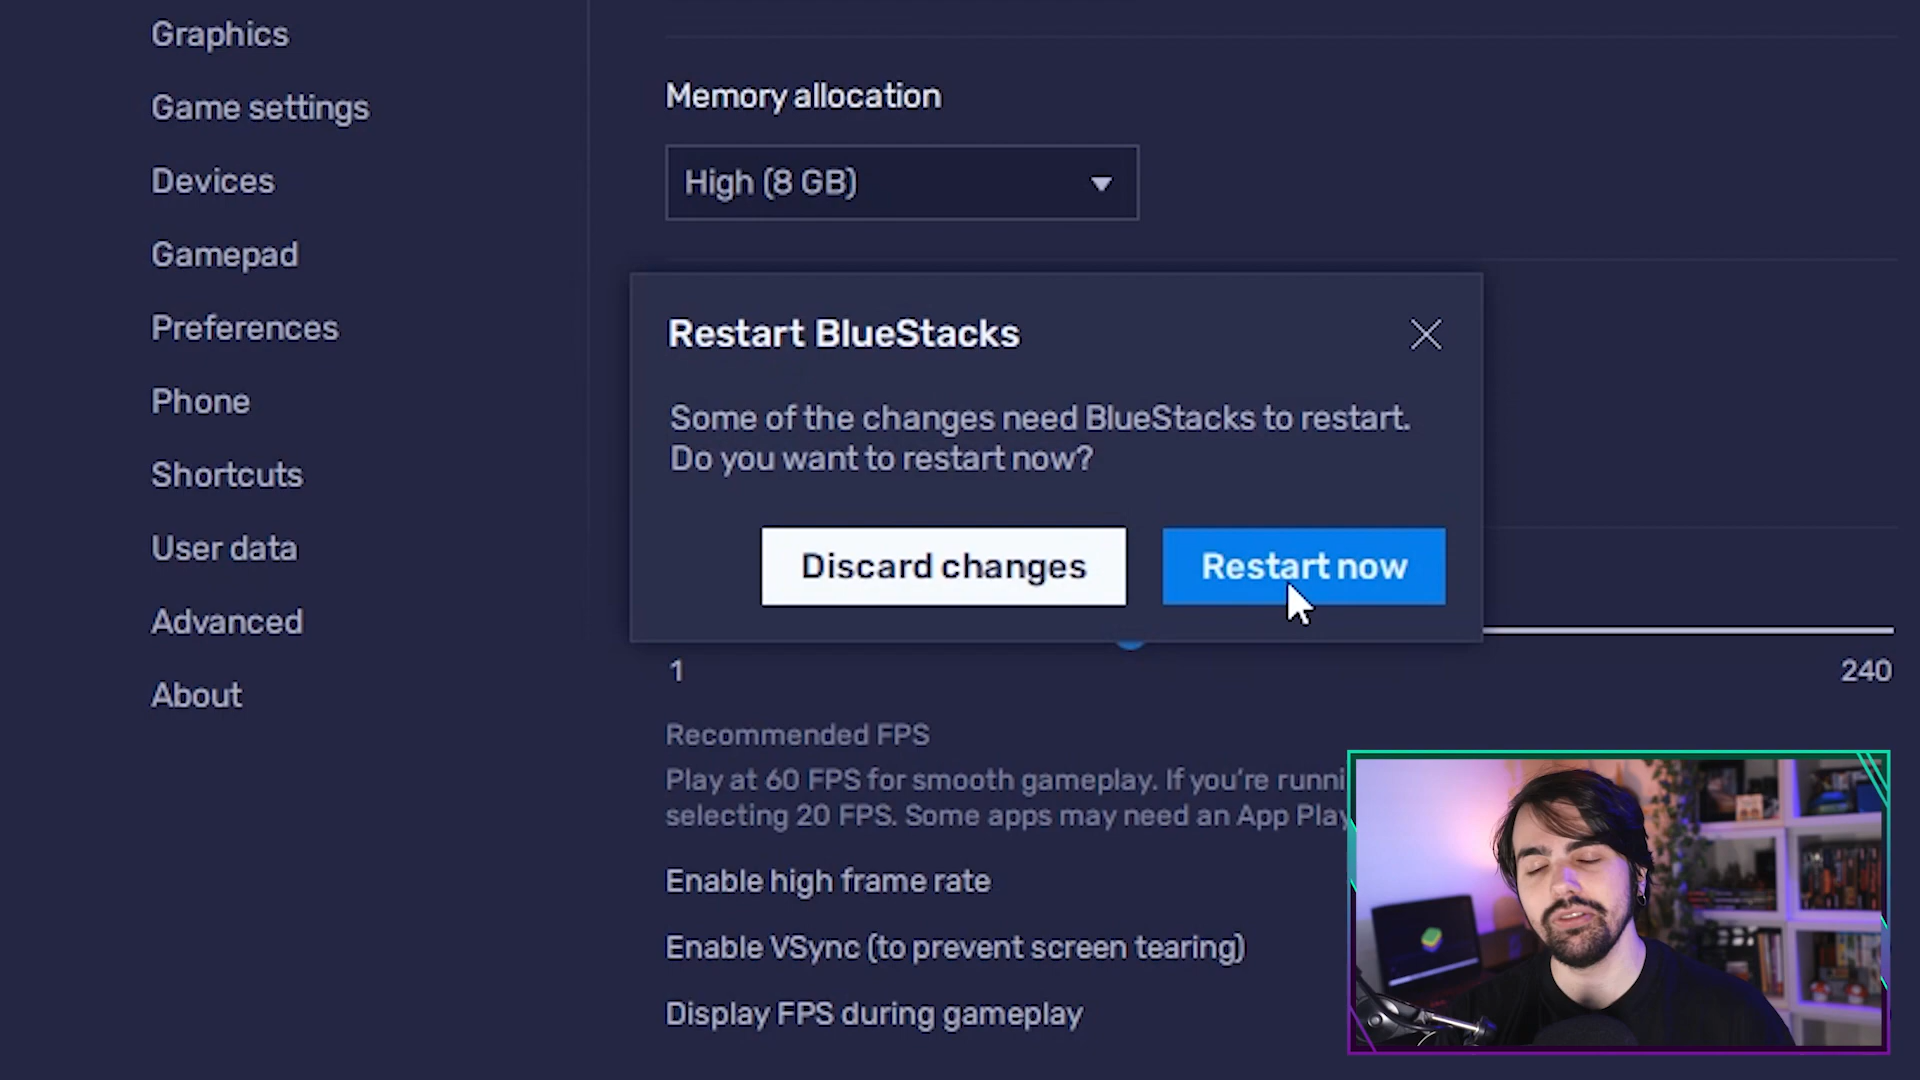 Graphics
Game settings
Devices
Gamepad
Preferences
Phone
Shortcuts
User data
Advanced
About
Memory allocation
High (8 GB)
Restart BlueStacks
Some of the changes need BlueStacks to restart.
Do you want to restart now?
Discard changes
Restart now
1
240
Recommended FPS
Play at 60 FPS for smooth gameplay. If you're
selecting 20 FPS. Some apps may need an App
Enable high frame rate
Enable VSync (to prevent screen tearing)
Display FPS during gameplay